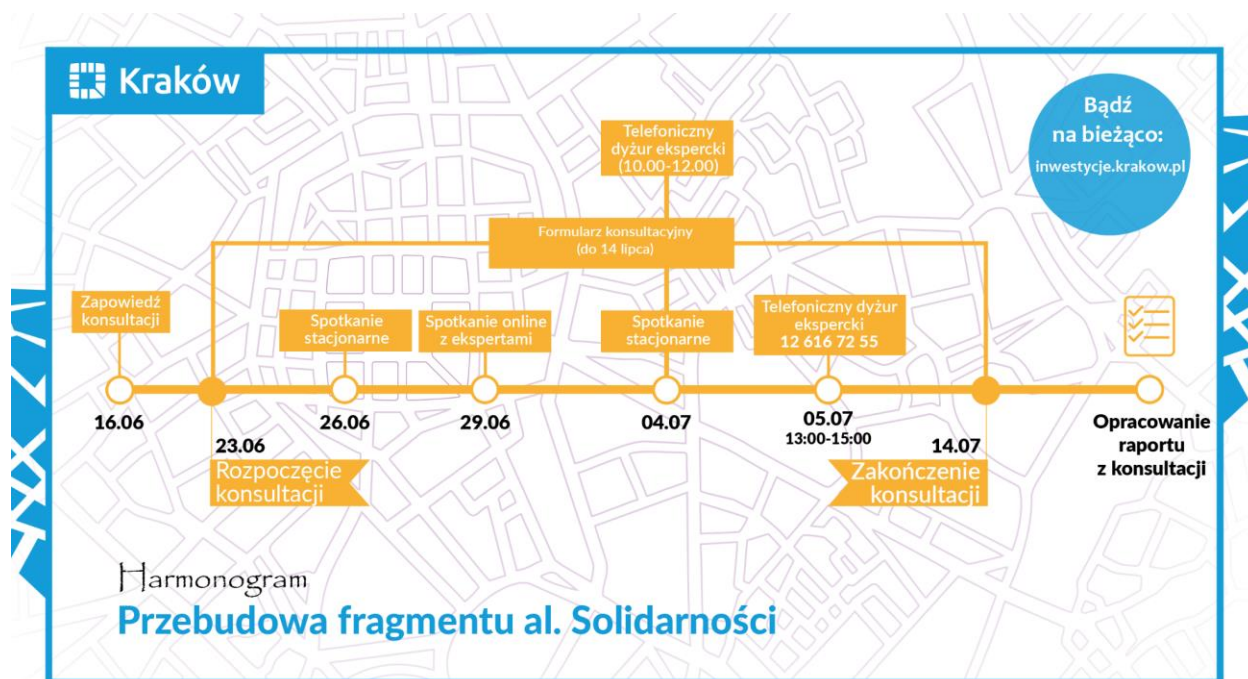 Kraków
Bądź
na bieżąco:
inwestycje.krakow.pl
Telefoniczny
dyżur ekspercki
(10.00-12.00)
Formularz konsultacyjny
(do 14 lipca)
Zapowiedź
konsultacji
Spotkanie
stacjonarne
Spotkanie online
z ekspertami
Spotkanie
stacjonarne
Telefoniczny dyżur
ekspercki
12 616 72 55
16.06
23.06
Rozpoczęcie
konsultacji
26.06
29.06
04.07
05.07
13:00-15:00
14.07
Zakończenie
konsultacji
Opracowanie
raportu
z konsultacji
Harmonogram
Przebudowa fragmentu al. Solidarności